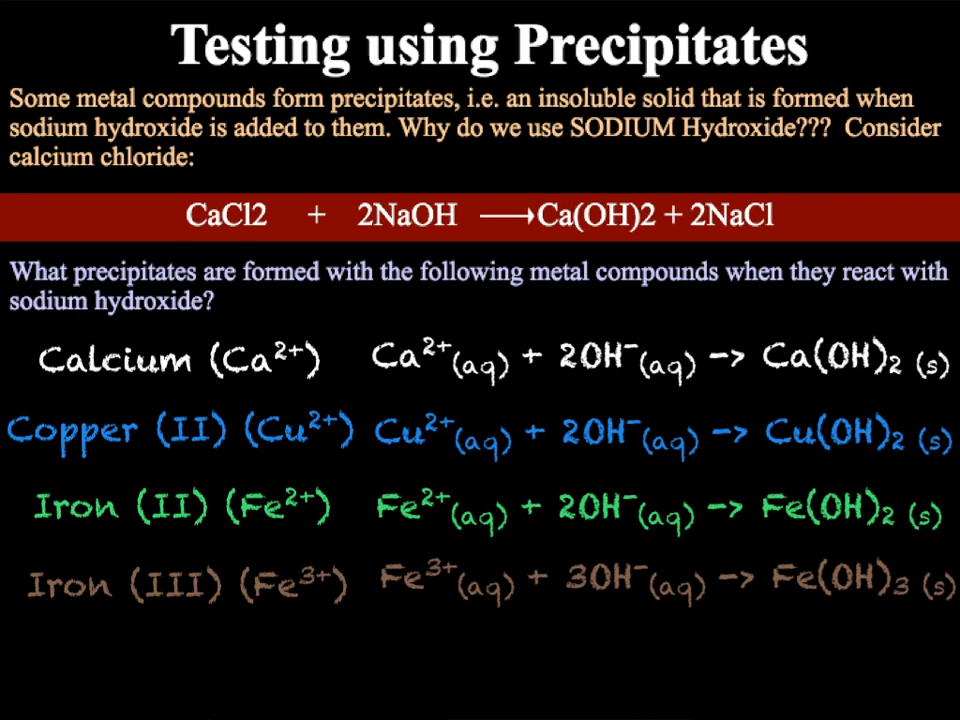 Testing using Precipitates
Some metal compounds form precipitates, i.e. an insoluble solid that is formed when
sodium hydroxide is added to them. Why do we use SODIUM Hydroxide??? Consider
calcium chloride:
CaCl2 + 2NaOH ⟶ Ca(OH)2 + 2NaCl
What precipitates are formed with the following metal compounds when they react with
sodium hydroxide?
Calcium (Ca²⁺) Ca²⁺(aq) + 2OH⁻(aq) -> Ca(OH)₂ (s)
Copper (II) (Cu²⁺) Cu²⁺(aq) + 2OH⁻(aq) -> Cu(OH)₂ (s)
Iron (II) (Fe²⁺) Fe²⁺(aq) + 2OH⁻(aq) -> Fe(OH)₂ (s)
Iron (III) (Fe³⁺) Fe³⁺(aq) + 3OH⁻(aq) -> Fe(OH)₃ (s)